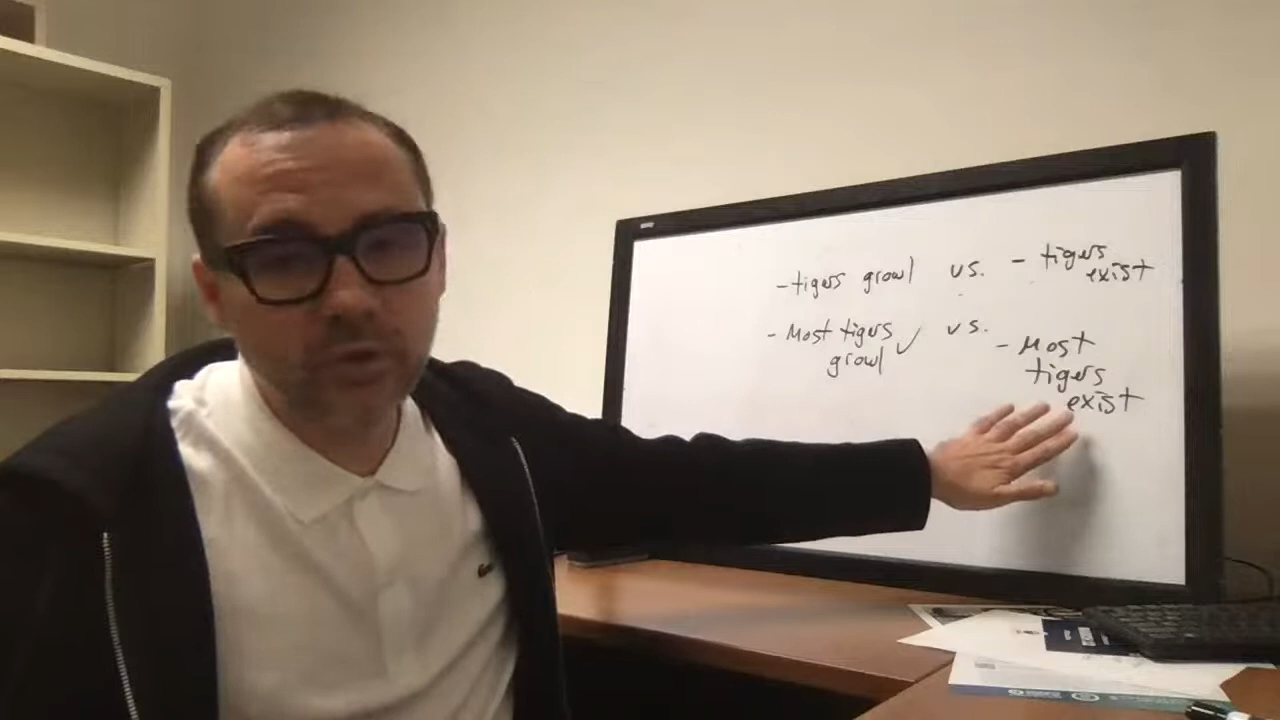 -tigers growl vs. - tigers
exist
- Most tigers vs.
growl ✓
- Most
tigers
exist